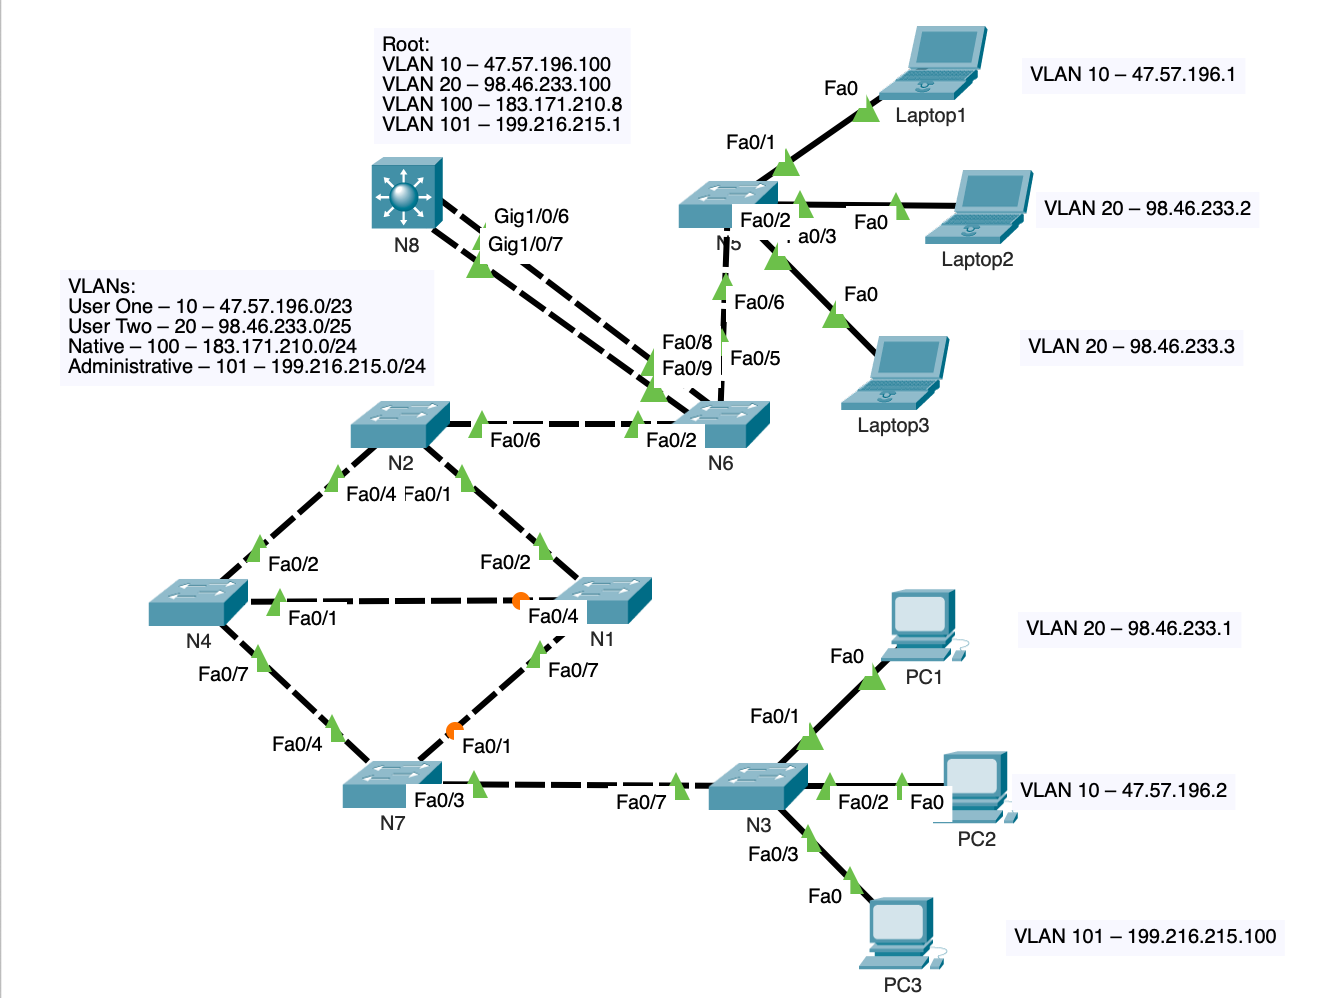 Root:
VLAN 10 – 47.57.196.100
VLAN 20 – 98.46.233.100
VLAN 100 – 183.171.210.8
VLAN 101 – 199.216.215.1
Fa0
Laptop1
VLAN 10 – 47.57.196.1
Fa0/1
N8
Gig1/0/6
Gig1/0/7
Fa0/2
N5
a0/3
Fa0
Laptop2
VLAN 20 – 98.46.233.2
VLANs:
User One – 10 – 47.57.196.0/23
User Two – 20 – 98.46.233.0/25
Native – 100 – 183.171.210.0/24
Administrative – 101 – 199.216.215.0/24
Fa0/6
Fa0
Fa0/8
Fa0/9
Fa0/5
VLAN 20 – 98.46.233.3
Laptop3
N2
Fa0/6
Fa0/2
N6
Fa0/4
Fa0/1
Fa0/2
Fa0/2
Fa0/1
Fa0/4
N4
N1
Fa0/7
Fa0/7
Fa0
PC1
VLAN 20 – 98.46.233.1
Fa0/4
Fa0/1
Fa0/1
N7
Fa0/3
Fa0/7
N3
Fa0/2
Fa0
PC2
VLAN 10 – 47.57.196.2
Fa0/3
Fa0
PC3
VLAN 101 – 199.216.215.100